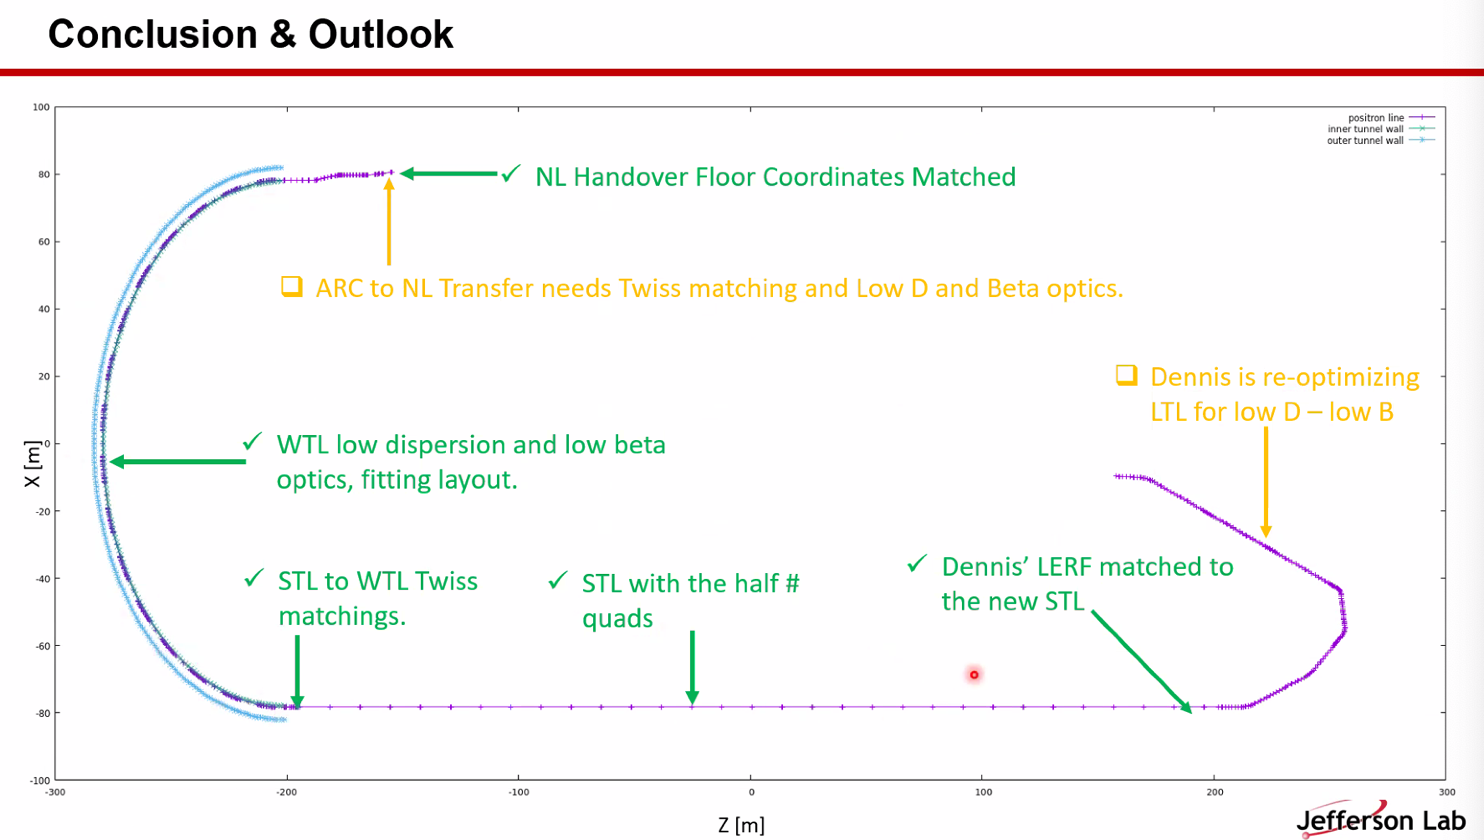 Conclusion & Outlook
positron line
inner tunnel wall
outer tunnel wall
100
80
60
40
20
0
-20
-40
-60
-80
-100
X [m]
✓ NL Handover Floor Coordinates Matched
❑ ARC to NL Transfer needs Twiss matching and Low D and Beta optics.
❑ Dennis is re-optimizing
LTL for low D – low B
✓ WTL low dispersion and low beta
optics, fitting layout.
✓ STL to WTL Twiss
matchings.
✓ STL with the half #
quads
✓ Dennis’ LERF matched to
the new STL
-300
-200
-100
0
100
200
300
Z [m]
Jefferson Lab